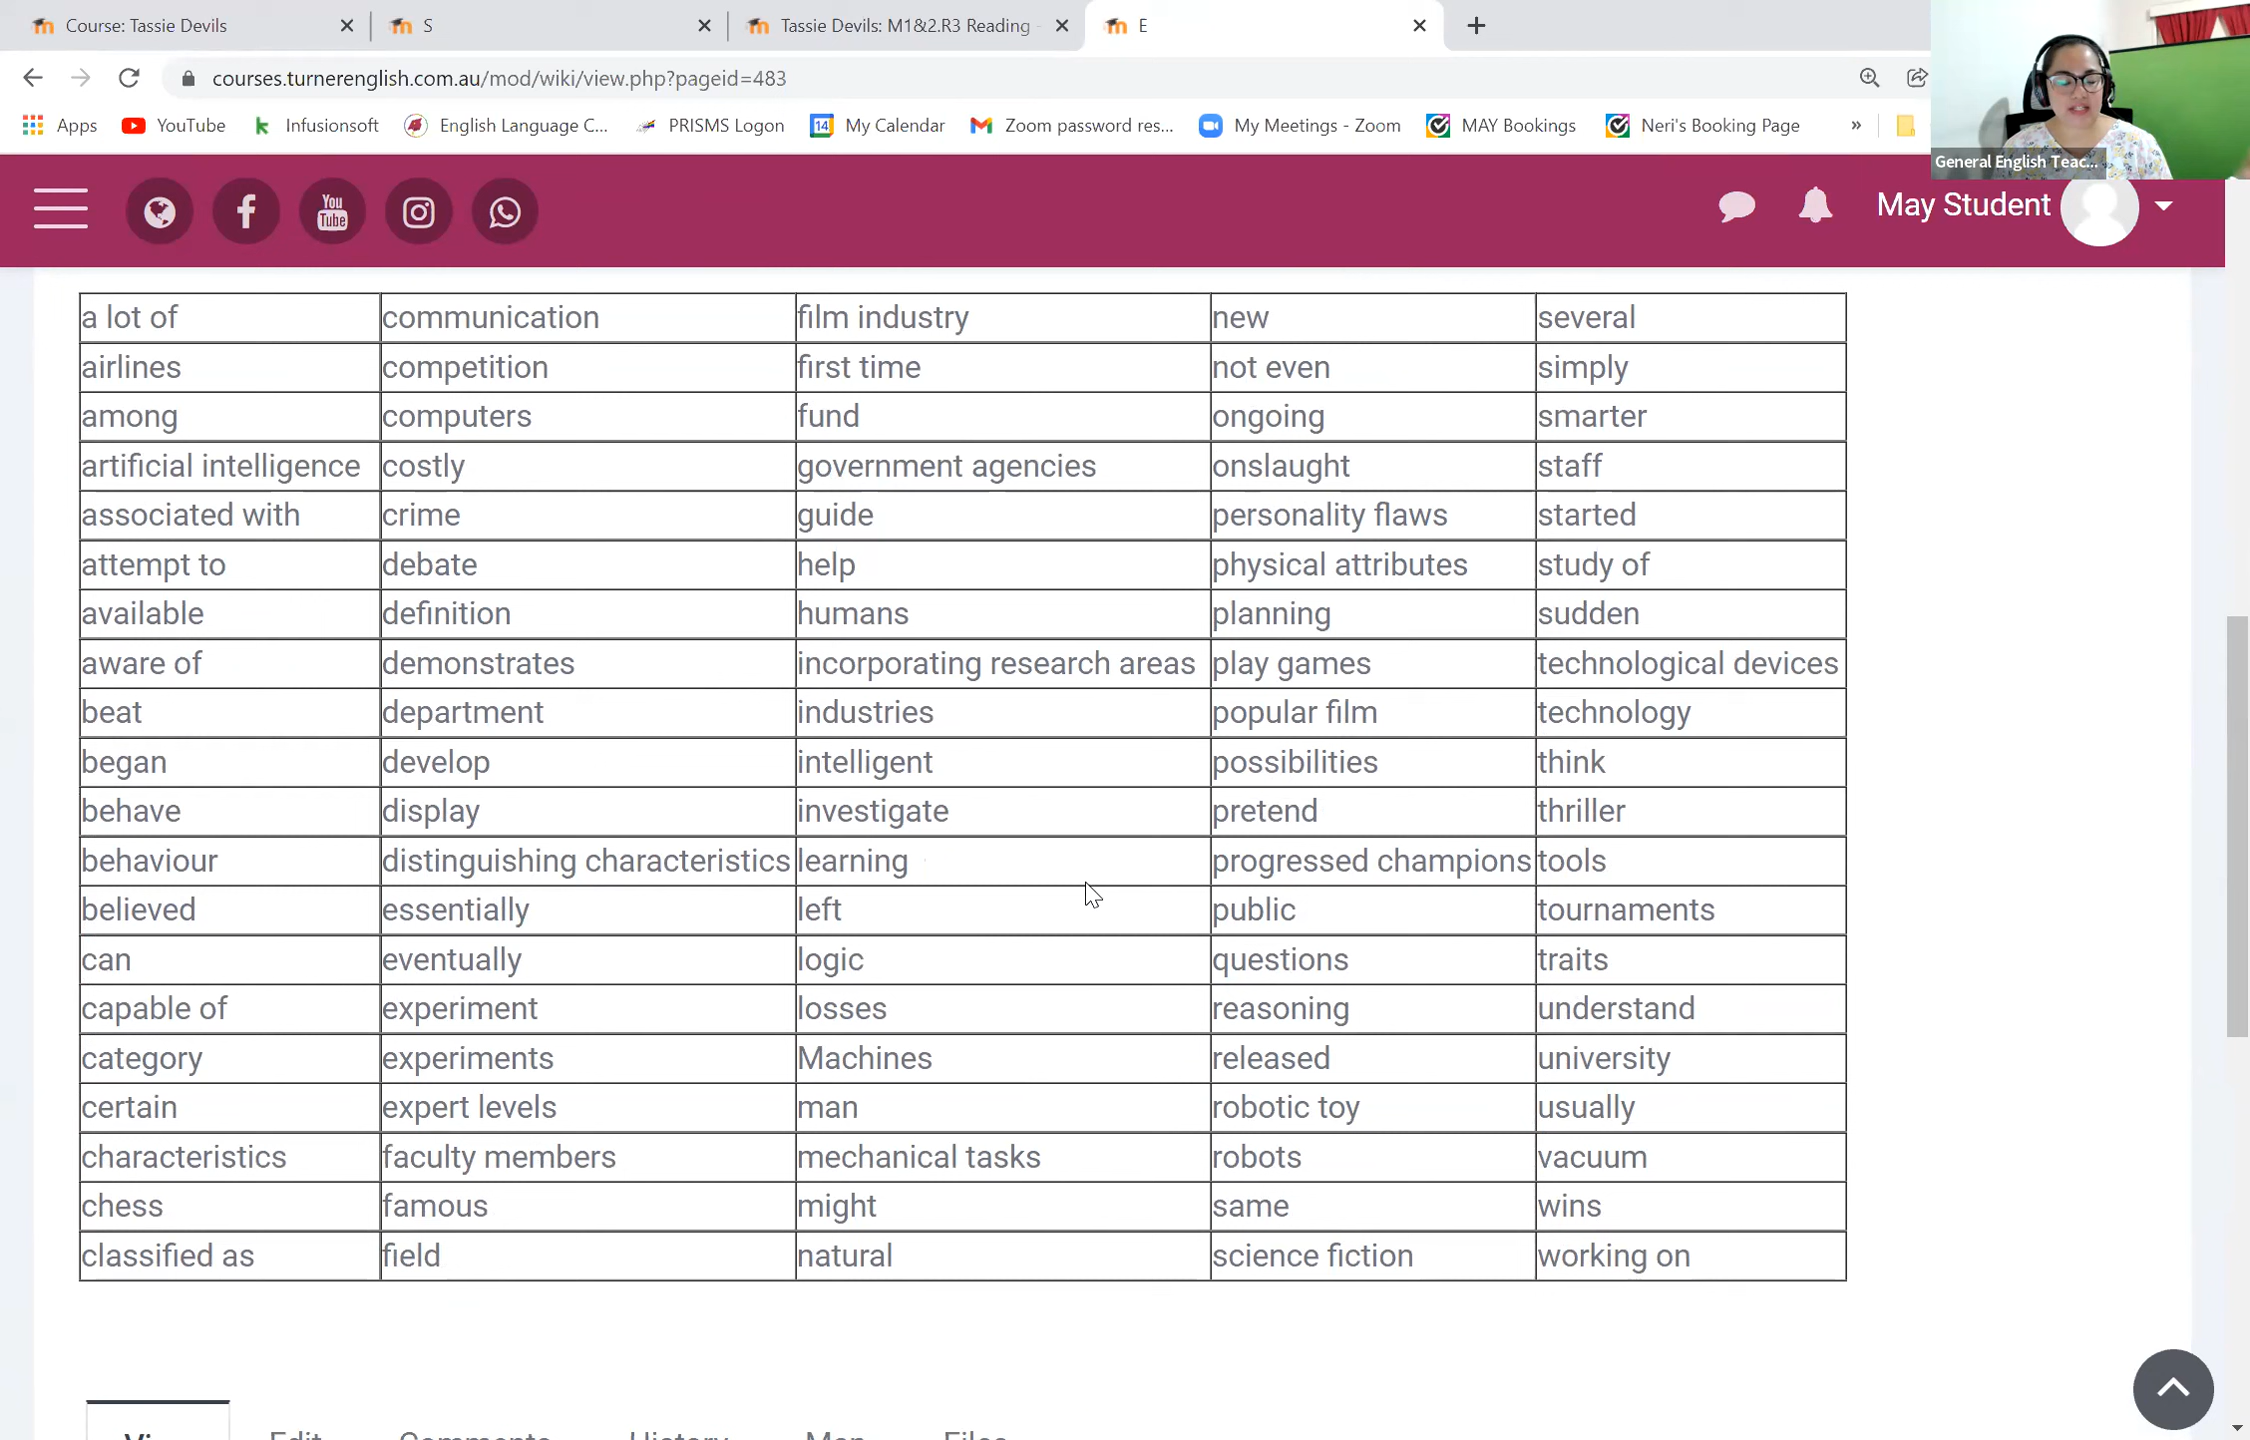 Course: Tassie Devils S Tassie Devils: M1&2.R3 Reading E
courses.turnerenglish.com.au/mod/wiki/view.php?pageid=483
Apps YouTube Infusionsoft English Language C... PRISMS Logon 14 My Calendar Zoom password res... My Meetings - Zoom MAY Bookings Neri's Booking Page »
General English Teac...
You Tube May Student
a lot of communication film industry new several
airlines competition first time not even simply
among computers fund ongoing smarter
artificial intelligence costly government agencies onslaught staff
associated with crime guide personality flaws started
attempt to debate help physical attributes study of
available definition humans planning sudden
aware of demonstrates incorporating research areas play games technological devices
beat department industries popular film technology
began develop intelligent possibilities think
behave display investigate pretend thriller
behaviour distinguishing characteristics learning progressed champions tools
believed essentially left public tournaments
can eventually logic questions traits
capable of experiment losses reasoning understand
category experiments Machines released university
certain expert levels man robotic toy usually
characteristics faculty members mechanical tasks robots vacuum
chess famous might same wins
classified as field natural science fiction working on
Edit Comments History Map Files